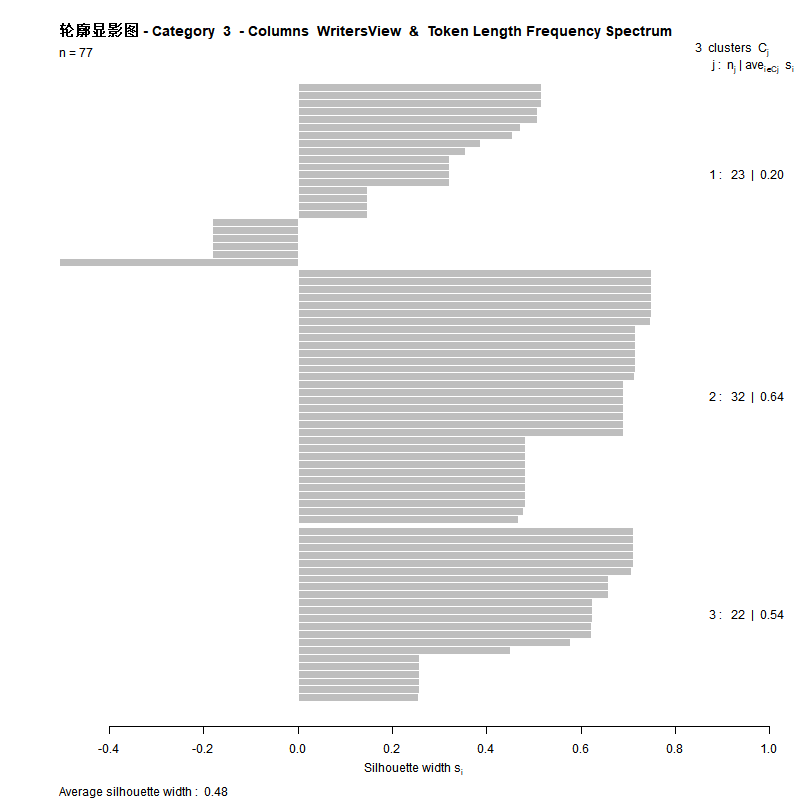 轮廓显影图 - Category 3 - Columns WritersView & Token Length Frequency Spectrum
n = 77
3 clusters Cj
j : nj | avei∈Cj si
1 : 23 | 0.20
2 : 32 | 0.64
3 : 22 | 0.54
-0.4 -0.2 0.0 0.2 0.4 0.6 0.8 1.0
Silhouette width si
Average silhouette width : 0.48